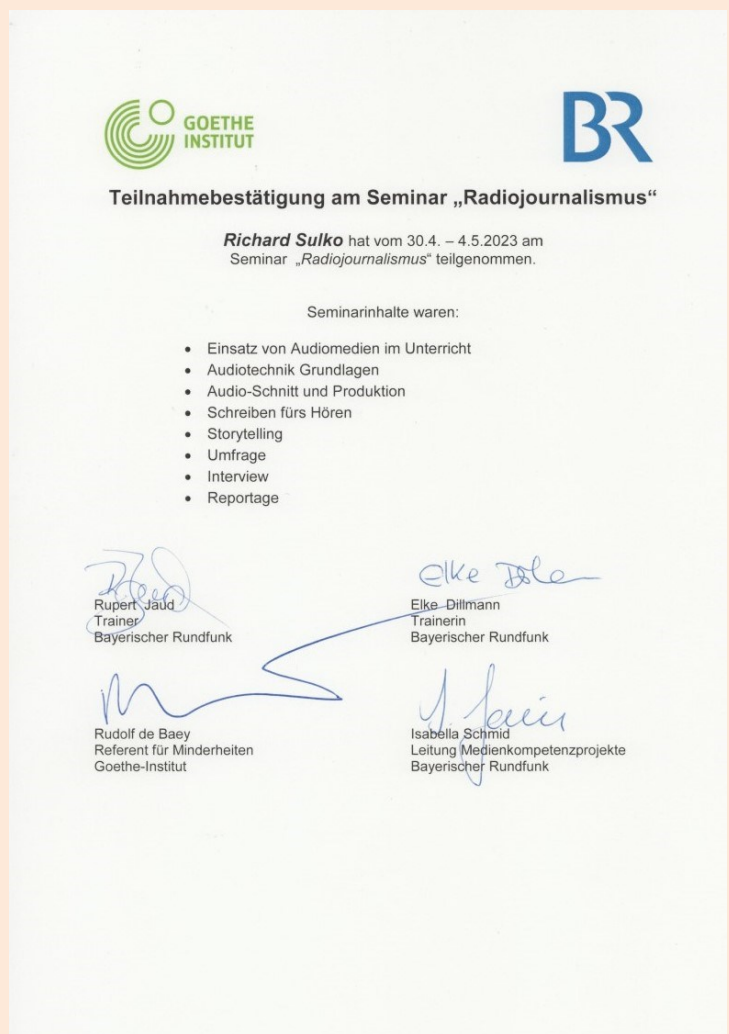 GOETHE
INSTITUT
BR
Teilnahmebestätigung am Seminar „Radiojournalismus“
Richard Sulko hat vom 30.4. – 4.5.2023 am
Seminar „Radiojournalismus“ teilgenommen.
Seminarinhalte waren:
• Einsatz von Audiomedien im Unterricht
• Audiotechnik Grundlagen
• Audio-Schnitt und Produktion
• Schreiben fürs Hören
• Storytelling
• Umfrage
• Interview
• Reportage
Rupert Jaud
Trainer
Bayerischer Rundfunk
Elke
Elke Dillmann
Trainerin
Bayerischer Rundfunk
Rudolf de Baey
Referent für Minderheiten
Goethe-Institut
Isabella Schmid
Leitung Medienkompetenzprojekte
Bayerischer Rundfunk